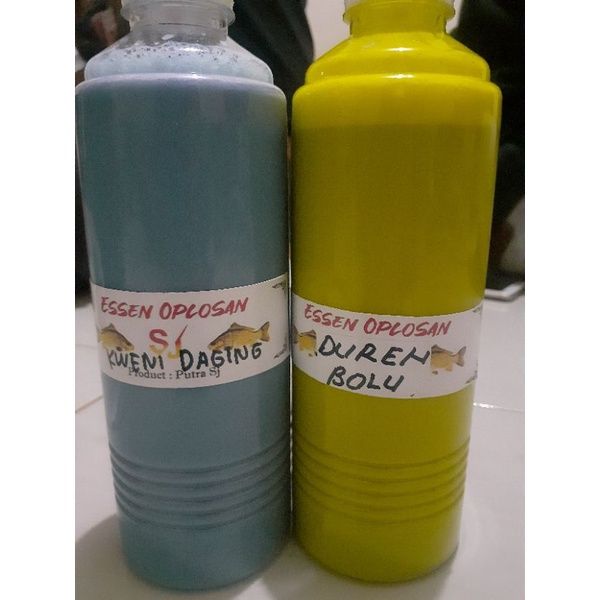 ESSEN OPLOSAN
SJ
KWENI DAGING
Product : Putra Sj
ESSEN OPLOSAN
DUREN
BOLU